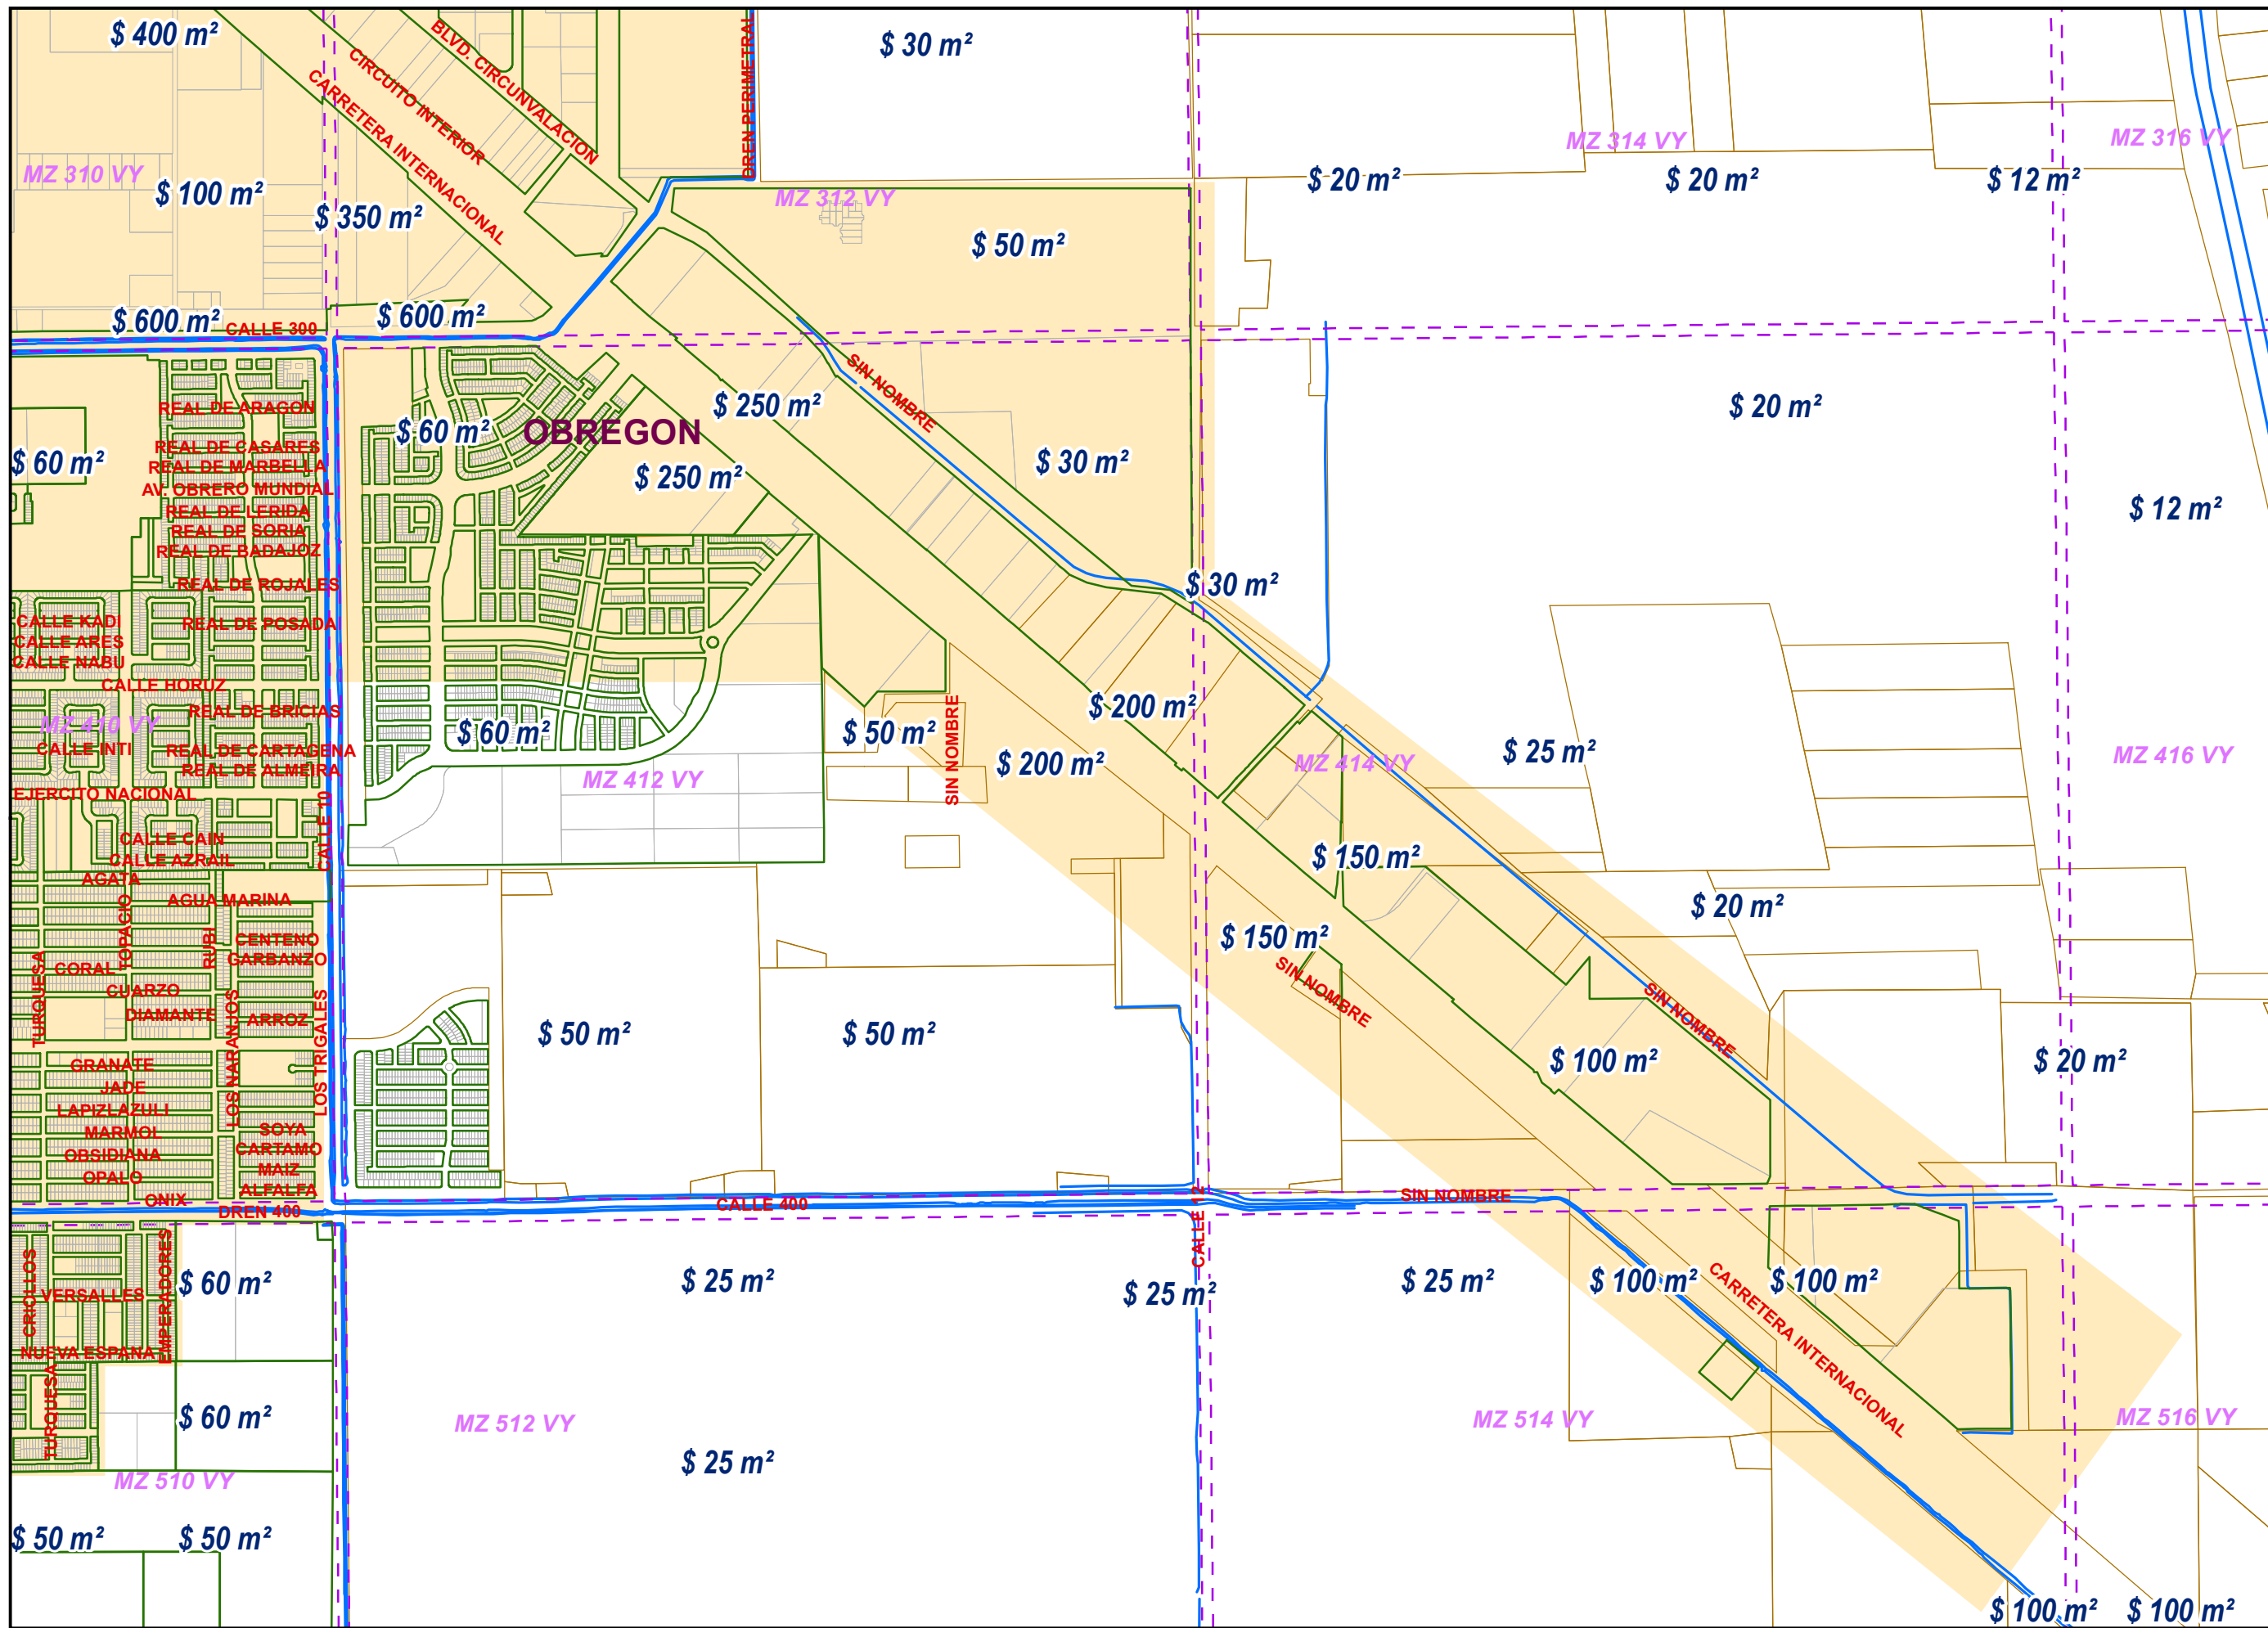 $ 400 m²
BLVD. CIRCUNVALACION
CIRCUITO INTERIOR
CARRETERA INTERNACIONAL
DREN PERIMETRAL
$ 30 m²
MZ 314 VY
MZ 316 VY
MZ 310 VY
$ 100 m²
$ 350 m²
MZ 312 VY
$ 20 m²
$ 20 m²
$ 12 m²
$ 50 m²
$ 600 m²
CALLE 300
$ 600 m²
REAL DE ARAGON
REAL DE CASARES
REAL DE MARBELLA
AV. OBRERO MUNDIAL
REAL DE LERIDA
REAL DE SORIA
REAL DE BADAJOZ
REAL DE ROJALES
$ 60 m²
$ 60 m²
OBREGON
$ 250 m²
$ 250 m²
SIN NOMBRE
$ 30 m²
$ 20 m²
$ 12 m²
$ 30 m²
CALLE KADI
CALLE ARES
CALLE NABU
REAL DE POSADA
CALLE HORUZ
REAL DE BRICIAS
MZ 410 VY
CALLE INTI
REAL DE CARTAGENA
REAL DE ALMEIRA
EJERCITO NACIONAL
CALLE 10
CALLE CAIN
CALLE AZRAIL
$ 60 m²
MZ 412 VY
$ 50 m²
SIN NOMBRE
$ 200 m²
$ 200 m²
MZ 414 VY
$ 25 m²
MZ 416 VY
$ 150 m²
$ 20 m²
AGATA
AGUA MARINA
TOPACIO
RUBI
CENTENO
GARBANZO
CORAL
TURQUESA
CUARZO
DIAMANTE
ARROZ
LOS NARANJOS
LOS TRIGALES
GRANATE
JADE
LAPIZLAZULI
MARMOL
OBSIDIANA
OPALO
ONIX
SOYA
CARTAMO
MAIZ
ALFALFA
$ 50 m²
$ 50 m²
$ 150 m²
SIN NOMBRE
SIN NOMBRE
$ 100 m²
$ 20 m²
DREN 400
CALLE 400
CALLE 12
SIN NOMBRE
CRIOLLOS
VERSALLES
EMPERADORES
NUEVA ESPANA
TURQUESA
$ 60 m²
$ 60 m²
$ 25 m²
$ 25 m²
$ 25 m²
$ 100 m²
$ 100 m²
CARRETERA INTERNACIONAL
MZ 512 VY
MZ 514 VY
MZ 516 VY
$ 25 m²
MZ 510 VY
$ 50 m²
$ 50 m²
$ 100 m²
$ 100 m²